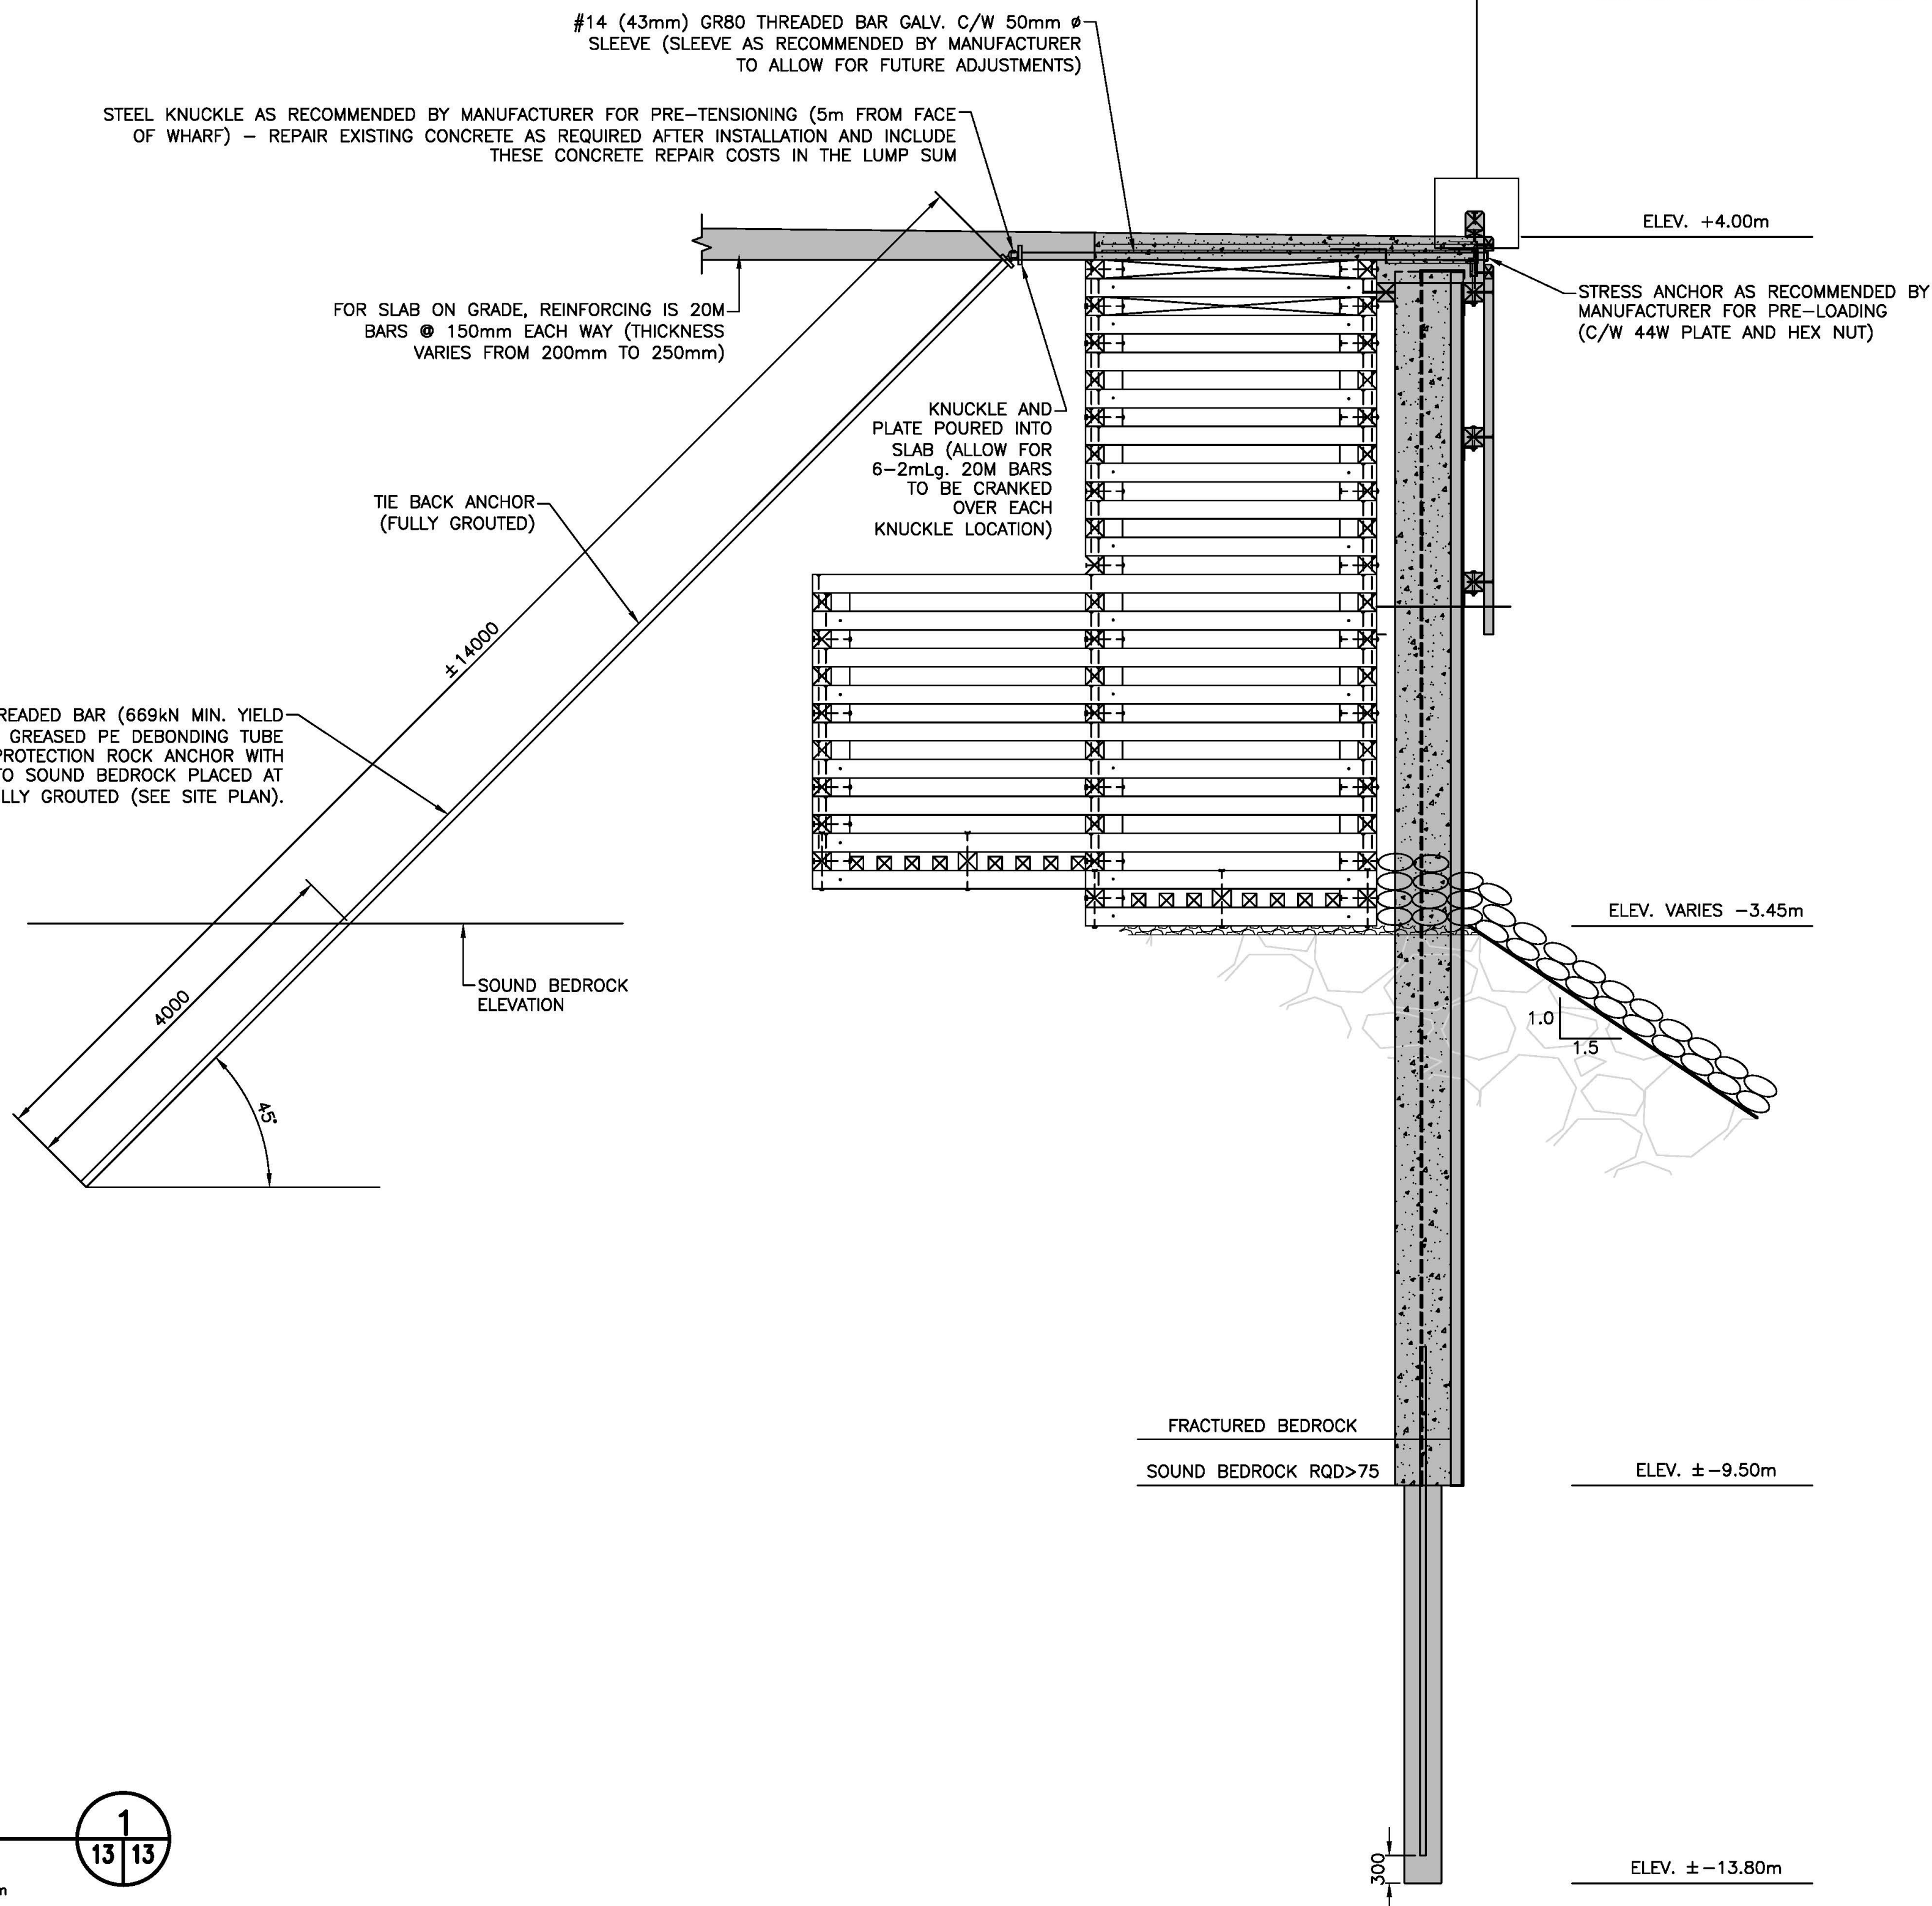 #14 (43mm) GR80 THREADED BAR GALV. C/W 50mm ø
SLEEVE (SLEEVE AS RECOMMENDED BY MANUFACTURER
TO ALLOW FOR FUTURE ADJUSTMENTS)
STEEL KNUCKLE AS RECOMMENDED BY MANUFACTURER FOR PRE-TENSIONING (5m FROM FACE
OF WHARF) - REPAIR EXISTING CONCRETE AS REQUIRED AFTER INSTALLATION AND INCLUDE
THESE CONCRETE REPAIR COSTS IN THE LUMP SUM
ELEV. +4.00m
FOR SLAB ON GRADE, REINFORCING IS 20M
BARS @ 150mm EACH WAY (THICKNESS
VARIES FROM 200mm TO 250mm)
STRESS ANCHOR AS RECOMMENDED BY
MANUFACTURER FOR PRE-LOADING
(C/W 44W PLATE AND HEX NUT)
KNUCKLE AND
PLATE POURED INTO
SLAB (ALLOW FOR
6-2mLg. 20M BARS
TO BE CRANKED
OVER EACH
KNUCKLE LOCATION)
TIE BACK ANCHOR
(FULLY GROUTED)
±14000
BAR (669kN MIN. YIELD
GREASED PE DEBONDING TUBE
ROCK ANCHOR WITH
TO SOUND BEDROCK PLACED AT
GROUTED (SEE SITE PLAN).
ELEV. VARIES -3.45m
SOUND BEDROCK
ELEVATION
4000
1.0
1.5
45°
FRACTURED BEDROCK
SOUND BEDROCK RQD>75
ELEV. ±-9.50m
1
13 13
300
ELEV. ±-13.80m